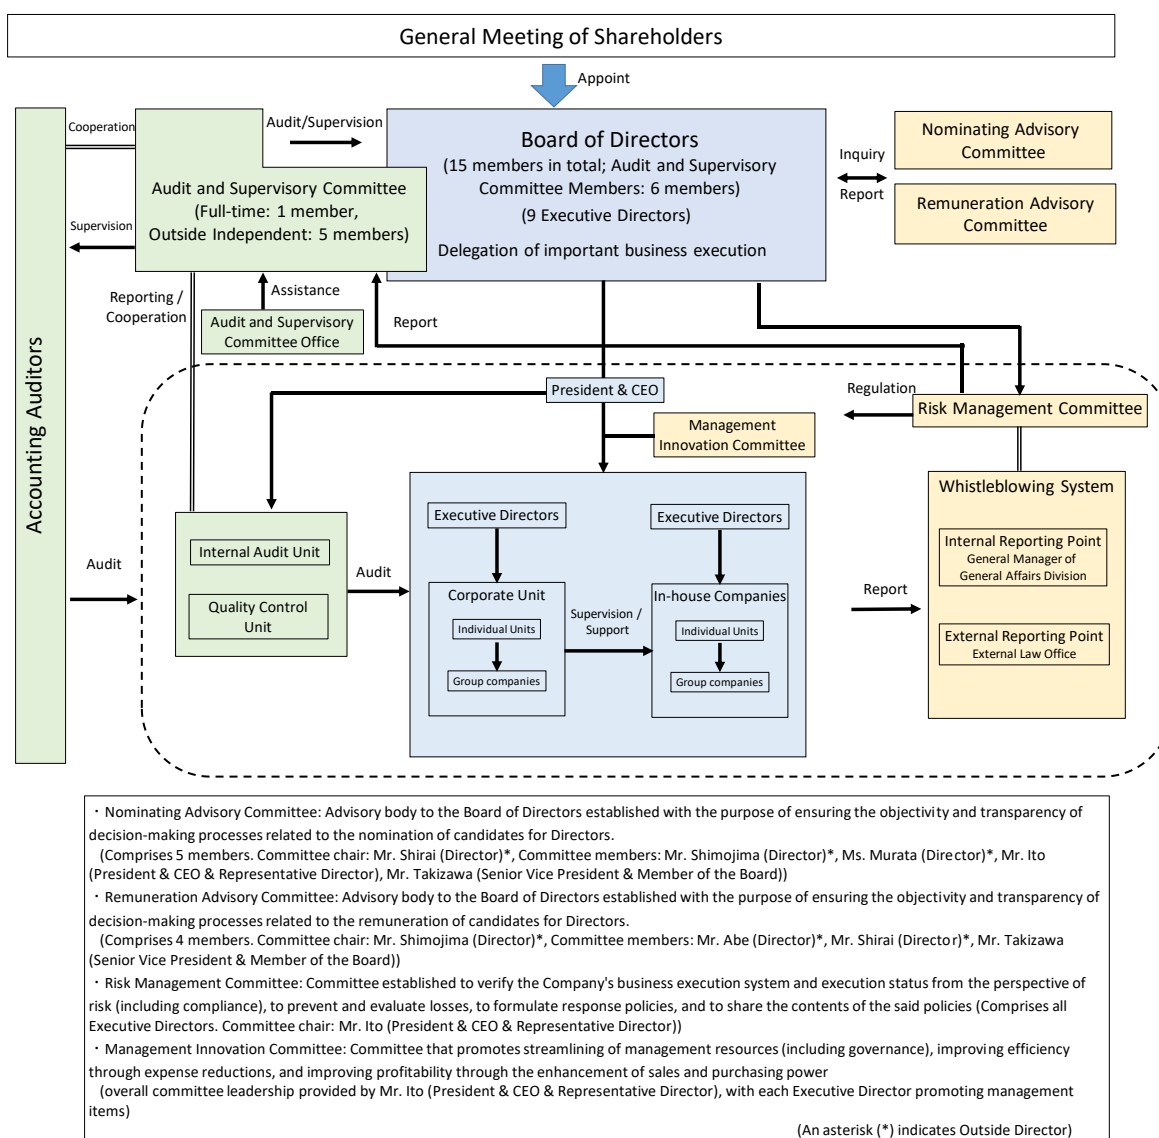 General Meeting of Shareholders
Appoint
Accounting Auditors
Cooperation
Audit/Supervision
Supervision
Audit and Supervisory Committee
(Full-time: 1 member,
Outside Independent: 5 members)
Board of Directors
(15 members in total; Audit and Supervisory
Committee Members: 6 members)
(9 Executive Directors)
Delegation of important business execution
Inquiry
Report
Nominating Advisory
Committee
Remuneration Advisory
Committee
Reporting /
Cooperation
Assistance
Audit and Supervisory
Committee Office
Report
President & CEO
Regulation
Risk Management Committee
Management
Innovation Committee
Audit
Internal Audit Unit
Quality Control
Unit
Audit
Executive Directors
Corporate Unit
Individual Units
Group companies
Supervision /
Support
Executive Directors
In-house Companies
Individual Units
Group companies
Report
Whistleblowing System
Internal Reporting Point
General Manager of
General Affairs Division
External Reporting Point
External Law Office
・Nominating Advisory Committee: Advisory body to the Board of Directors established with the purpose of ensuring the objectivity and transparency of
decision-making processes related to the nomination of candidates for Directors.
(Comprises 5 members. Committee chair: Mr. Shirai (Director)*, Committee members: Mr. Shimojima (Director)*, Ms. Murata (Director)*, Mr. Ito
(President & CEO & Representative Director), Mr. Takizawa (Senior Vice President & Member of the Board))
・Remuneration Advisory Committee: Advisory body to the Board of Directors established with the purpose of ensuring the objectivity and transparency of
decision-making processes related to the remuneration of candidates for Directors.
(Comprises 4 members. Committee chair: Mr. Shimojima (Director)*, Committee members: Mr. Abe (Director)*, Mr. Shirai (Director)*, Mr. Takizawa
(Senior Vice President & Member of the Board))
・Risk Management Committee: Committee established to verify the Company's business execution system and execution status from the perspective of
risk (including compliance), to prevent and evaluate losses, to formulate response policies, and to share the contents of the said policies (Comprises all
Executive Directors. Committee chair: Mr. Ito (President & CEO & Representative Director))
・Management Innovation Committee: Committee that promotes streamlining of management resources (including governance), improving efficiency
through expense reductions, and improving profitability through the enhancement of sales and purchasing power
(overall committee leadership provided by Mr. Ito (President & CEO & Representative Director), with each Executive Director promoting management
items)
(An asterisk (*) indicates Outside Director)